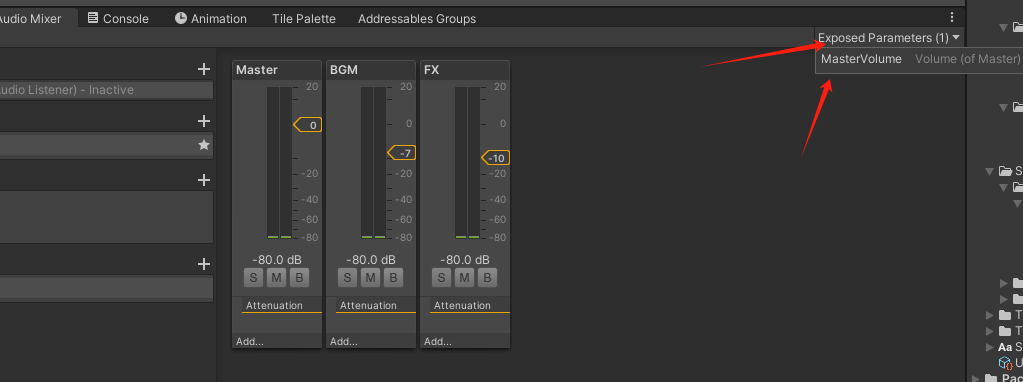 Audio Mixer
Console
Animation
Tile Palette
Addressables Groups
Exposed Parameters (1)
MasterVolume Volume (of Master)
Audio Listener) - Inactive
Master
20
0
0
-20
-40
-60
-80
-80.0 dB
S M B
Attenuation
Add...
BGM
20
0
-7
-20
-40
-60
-80
-80.0 dB
S M B
Attenuation
Add...
FX
20
0
-10
-20
-40
-60
-80
-80.0 dB
S M B
Attenuation
Add...
S
T
T
Aa S
U
Pac